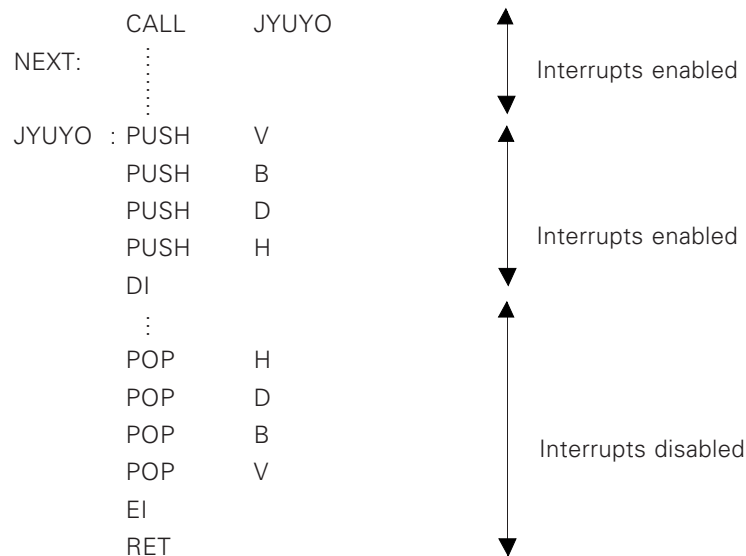 CALL JYUYO
NEXT: Interrupts enabled
JYUYO : PUSH V
PUSH B
PUSH D
PUSH H Interrupts enabled
DI
POP H
POP D
POP B Interrupts disabled
POP V
EI
RET